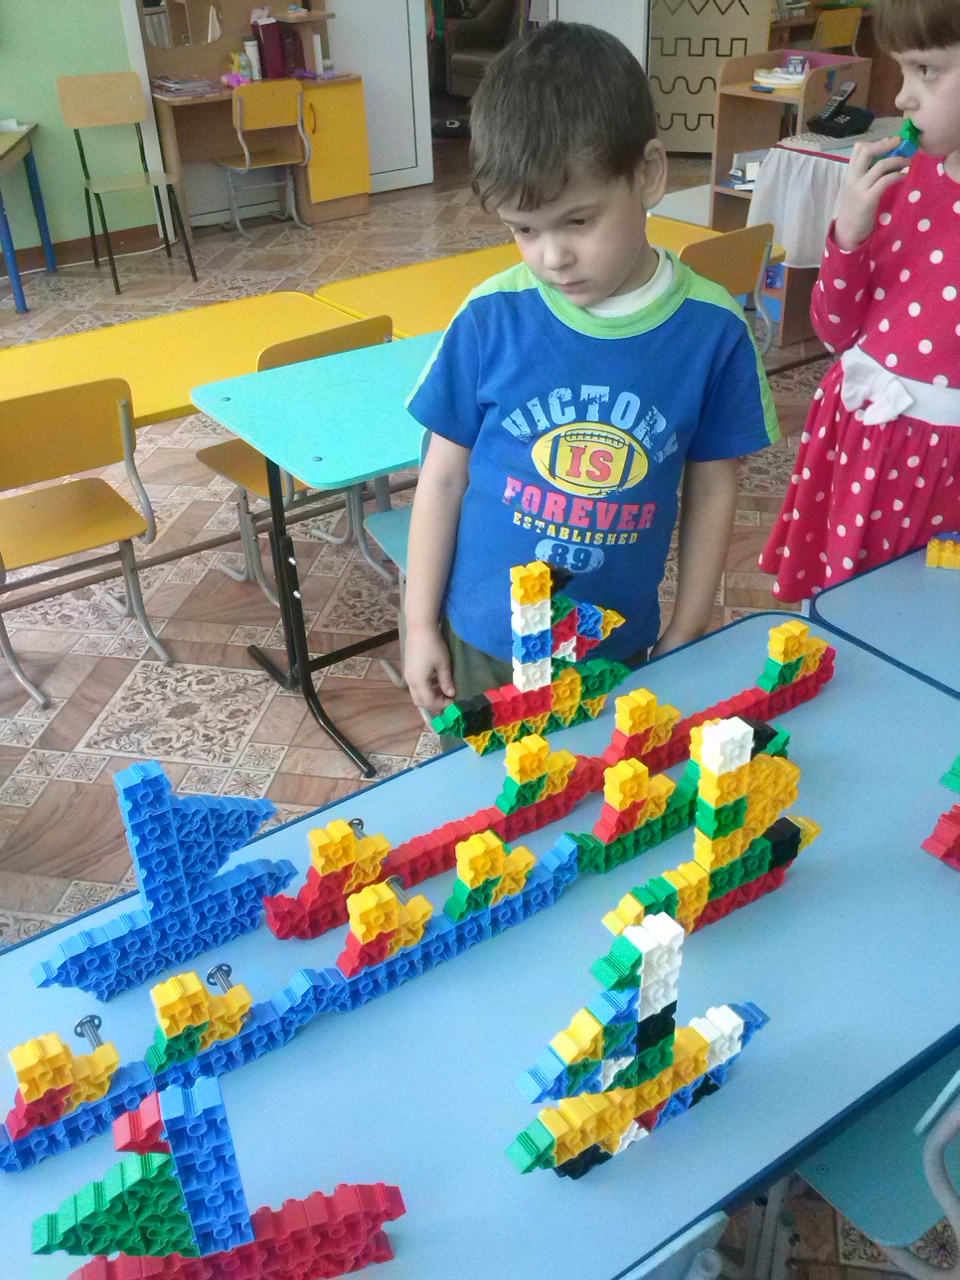 VICTORY
IS
FOREVER
ESTABLISHED
89